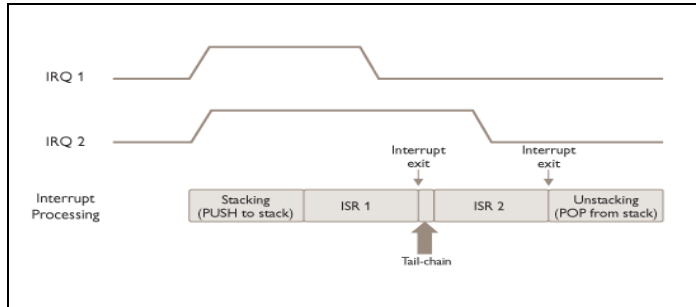 IRQ 1
IRQ 2
Interrupt
exit
Interrupt
exit
Interrupt
Processing
Stacking
(PUSH to stack)
ISR 1
ISR 2
Unstacking
(POP from stack)
Tail-chain